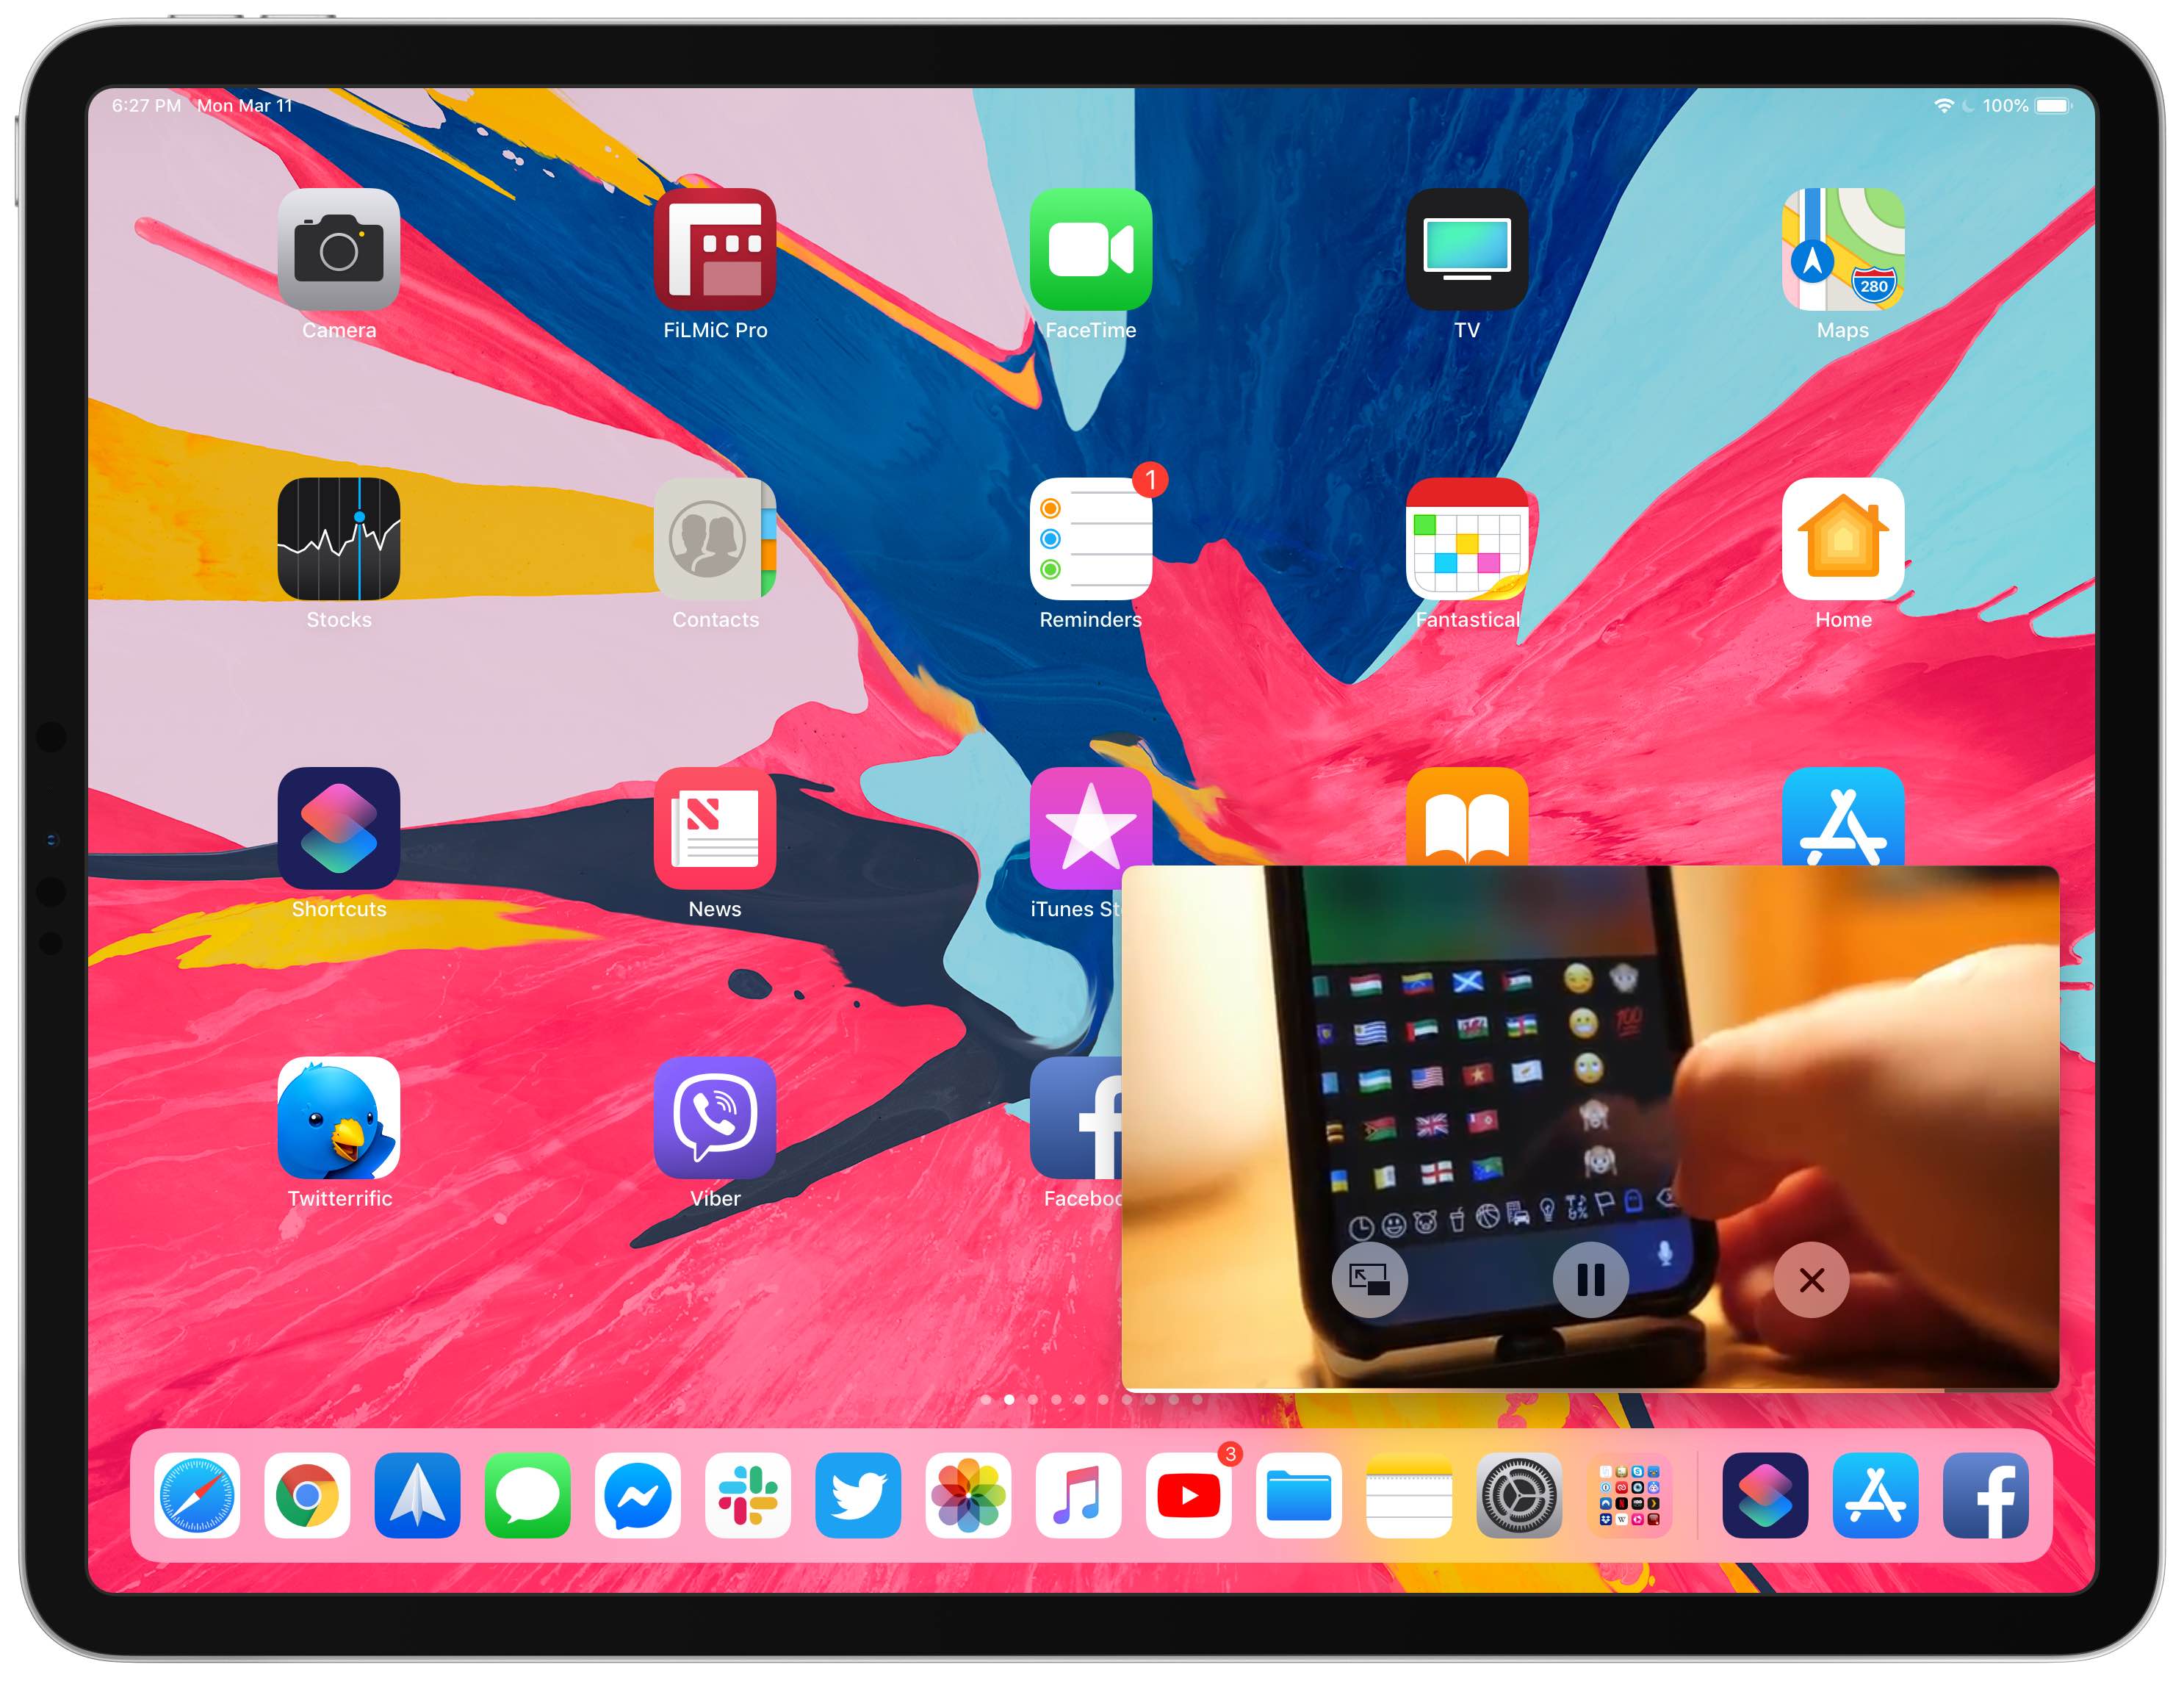 6:27 PM Mon Mar 11
100%
280
Camera
FiLMiC Pro
FaceTime
TV
Maps
1
Stocks
Contacts
Reminders
Fantastical
Home
Shortcuts
News
iTunes St
100
Twitterrific
Viber
Faceboo
3